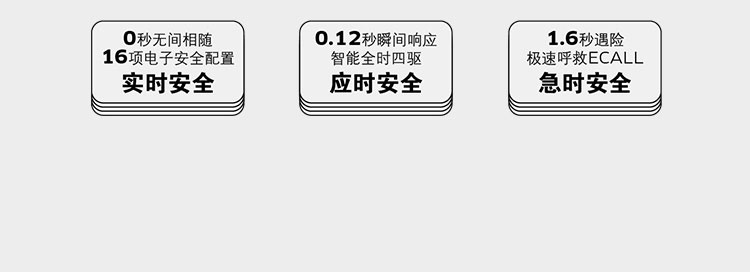 0秒无间相随
16项电子安全配置
实时安全
0.12秒瞬间响应
智能全时四驱
应时安全
1.6秒遇险
极速呼救ECALL
急时安全